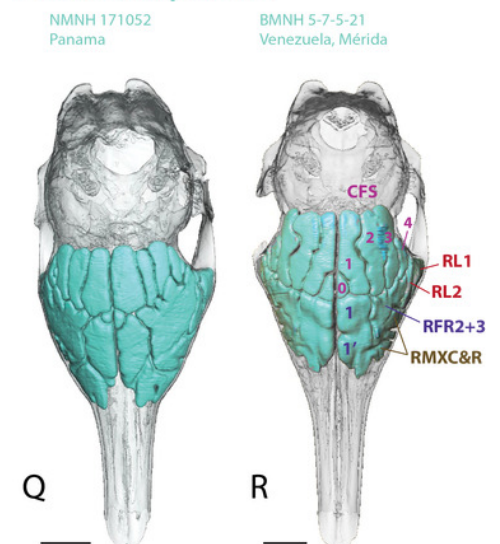 NMNH 171052
Panama
BMNH 5-7-5-21
Venezuela, Mérida
CFS
4
2 3
1
0
RL1
RL2
1
RFR2+3
1'
RMXC&R
Q
R